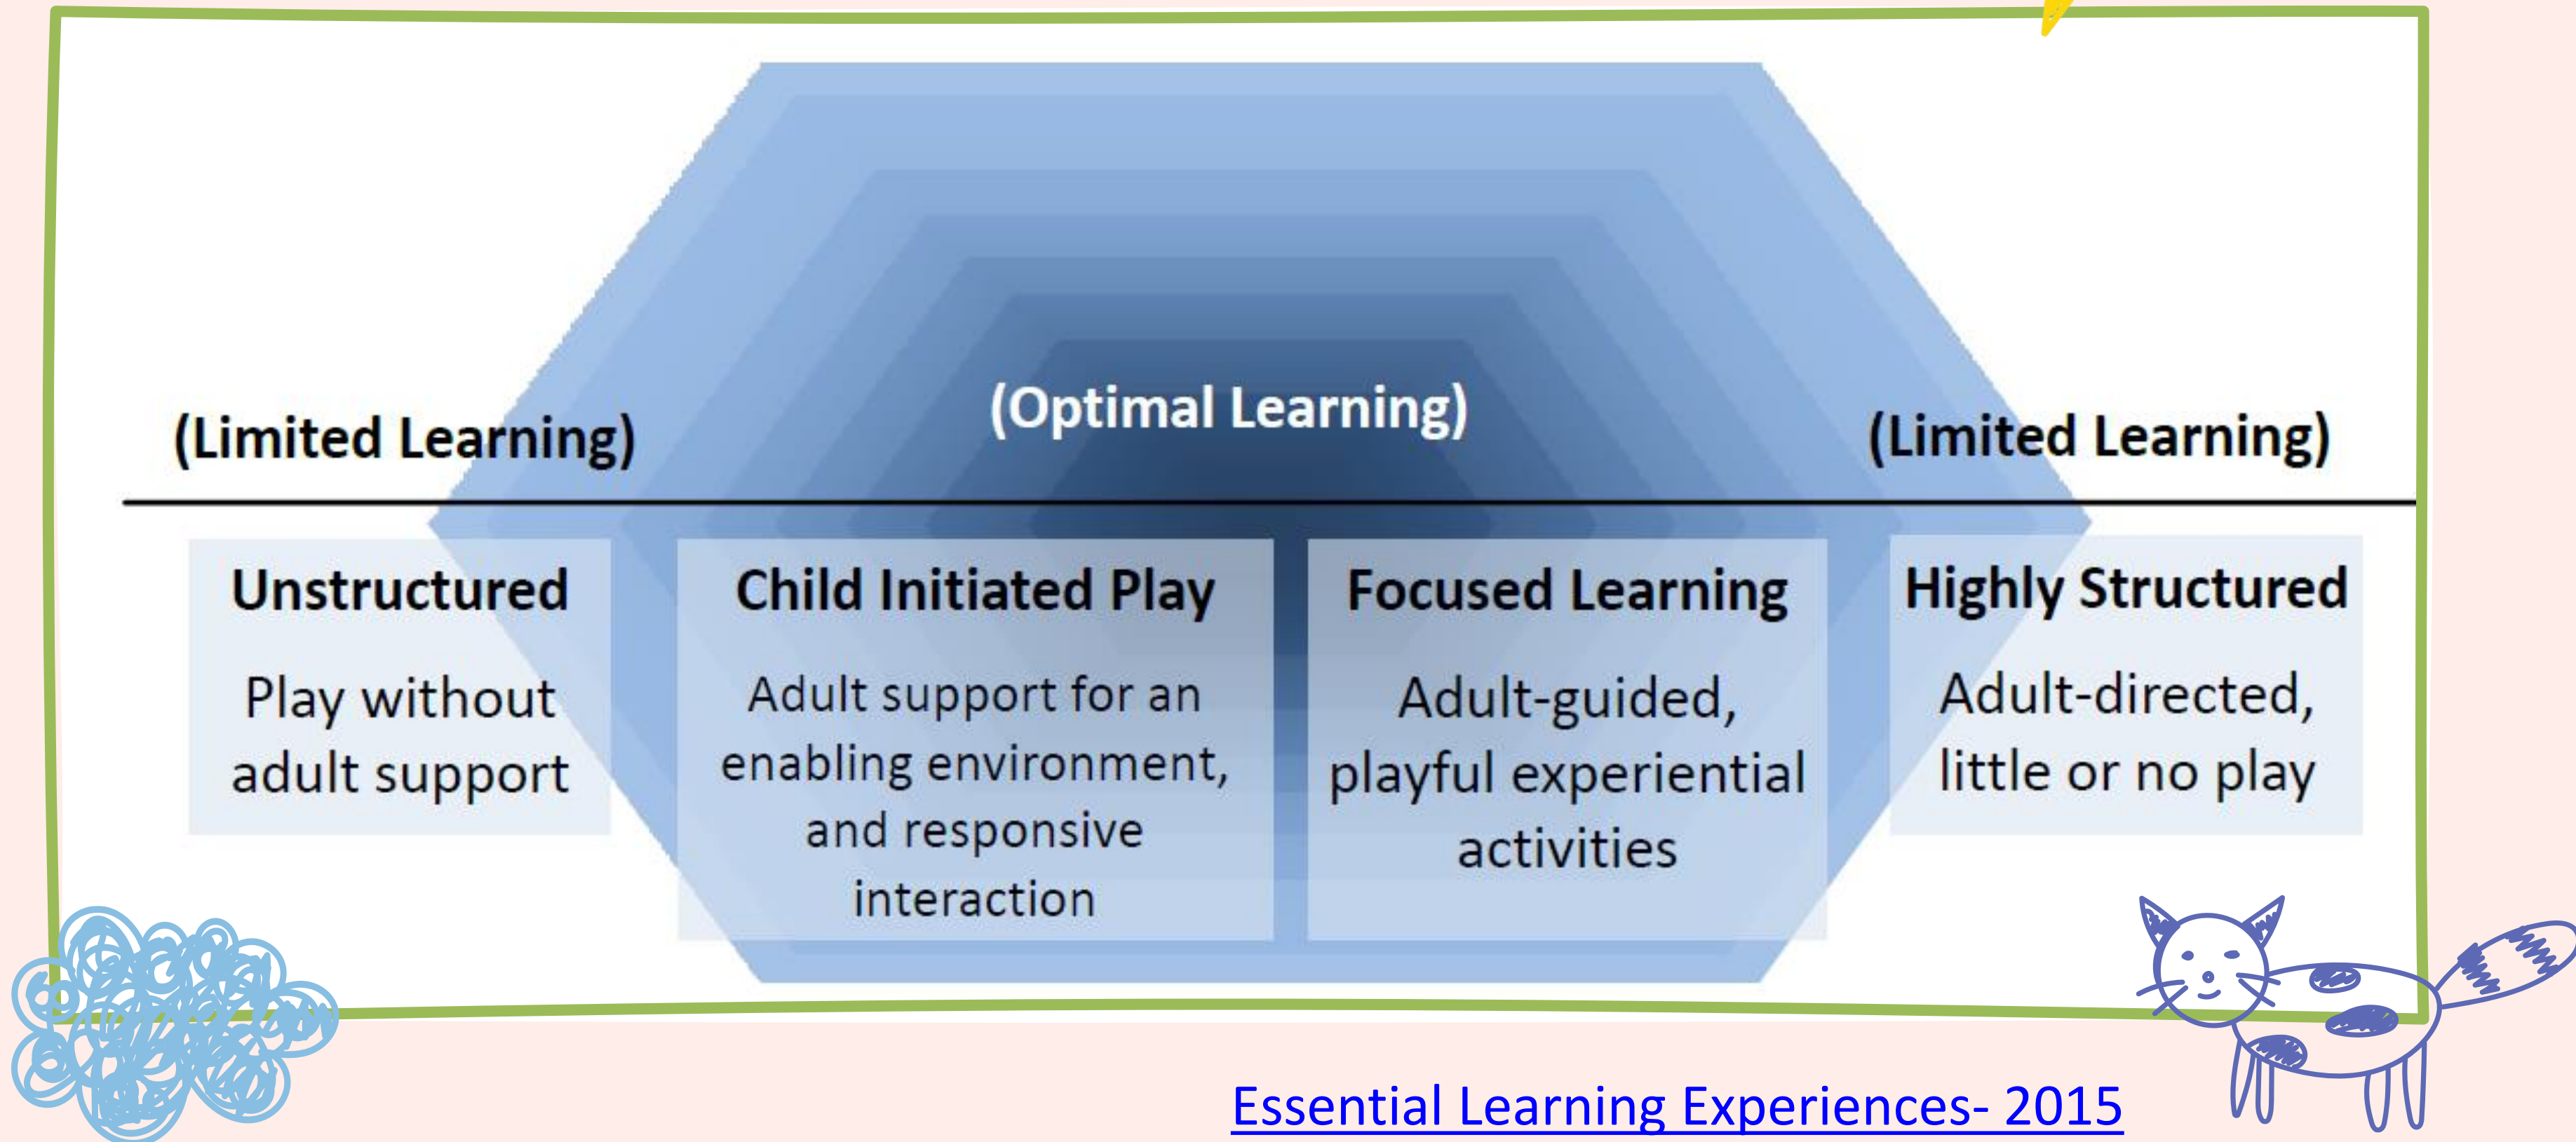 (Limited Learning)
(Optimal Learning)
(Limited Learning)
Unstructured
Play without
adult support
Child Initiated Play
Adult support for an
enabling environment,
and responsive
interaction
Focused Learning
Adult-guided,
playful experiential
activities
Highly Structured
Adult-directed,
little or no play
Essential Learning Experiences- 2015